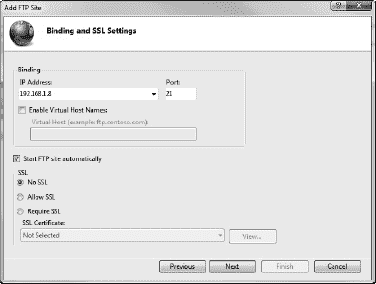 Add FTP Site
Binding and SSL Settings
Binding
IP Address: Port:
192.168.1.8 21
Enable Virtual Host Names:
Virtual Host (example: ftp.contoso.com):
Start FTP site automatically
SSL
No SSL
Allow SSL
Require SSL
SSL Certificate:
Not Selected View...
Previous Next Finish Cancel